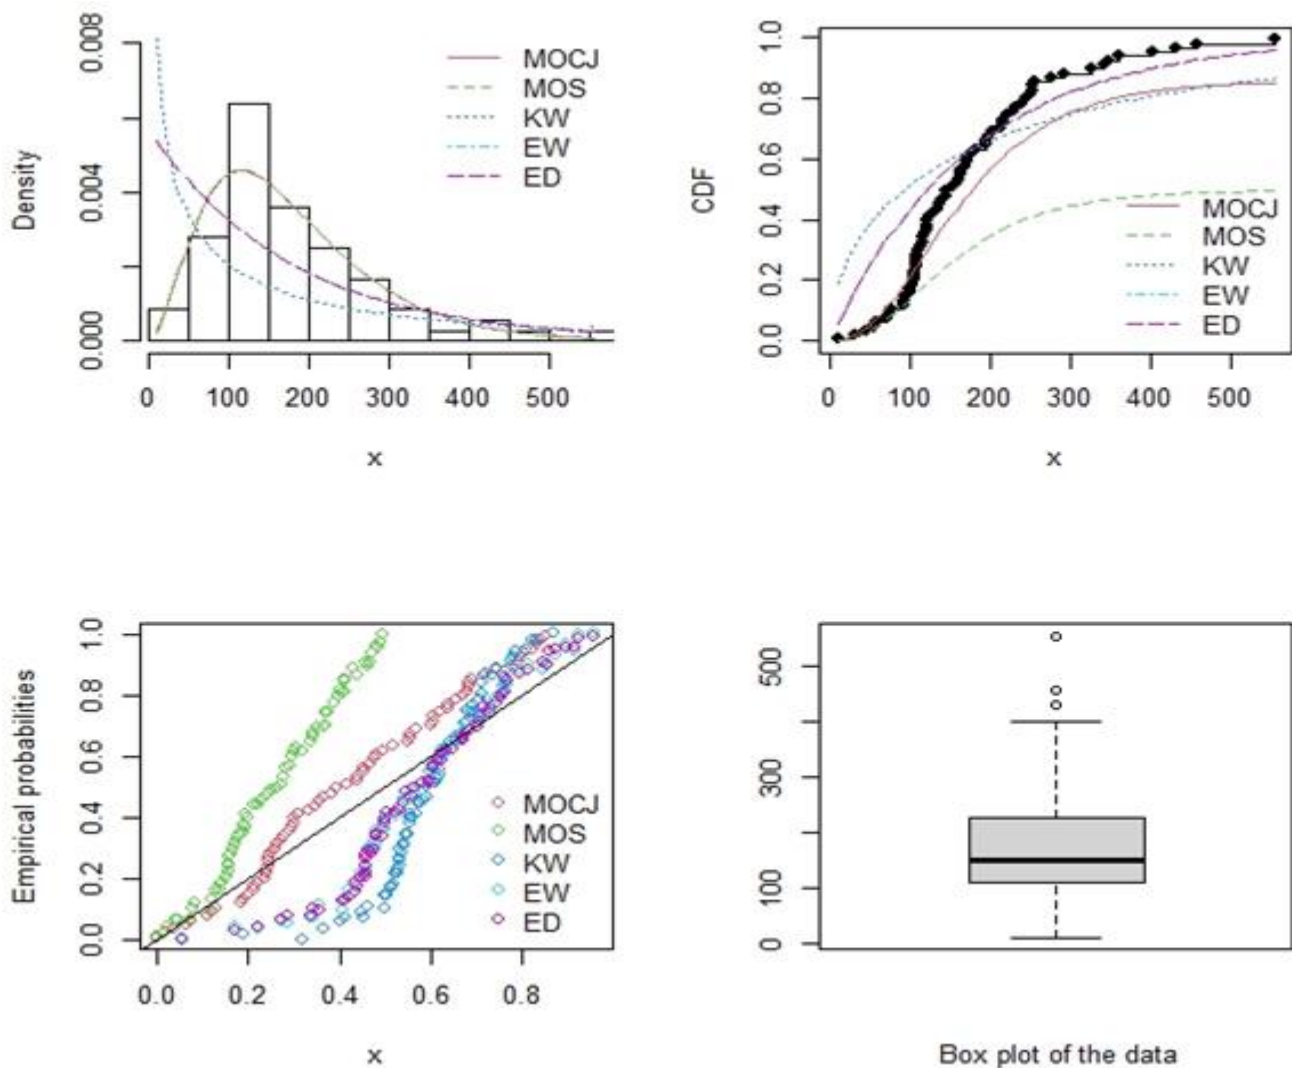 0.008
0.004
0.000
Density
MOCJ
MOS
KW
EW
ED
0 100 200 300 400 500
x
1.0
0.8
0.6
0.4
0.2
0.0
CDF
MOCJ
MOS
KW
EW
ED
0 100 200 300 400 500
x
1.0
0.8
0.6
0.4
0.2
0.0
Empirical probabilities
MOCJ
MOS
KW
EW
ED
0.0 0.2 0.4 0.6 0.8
x
500
300
100
0
Box plot of the data